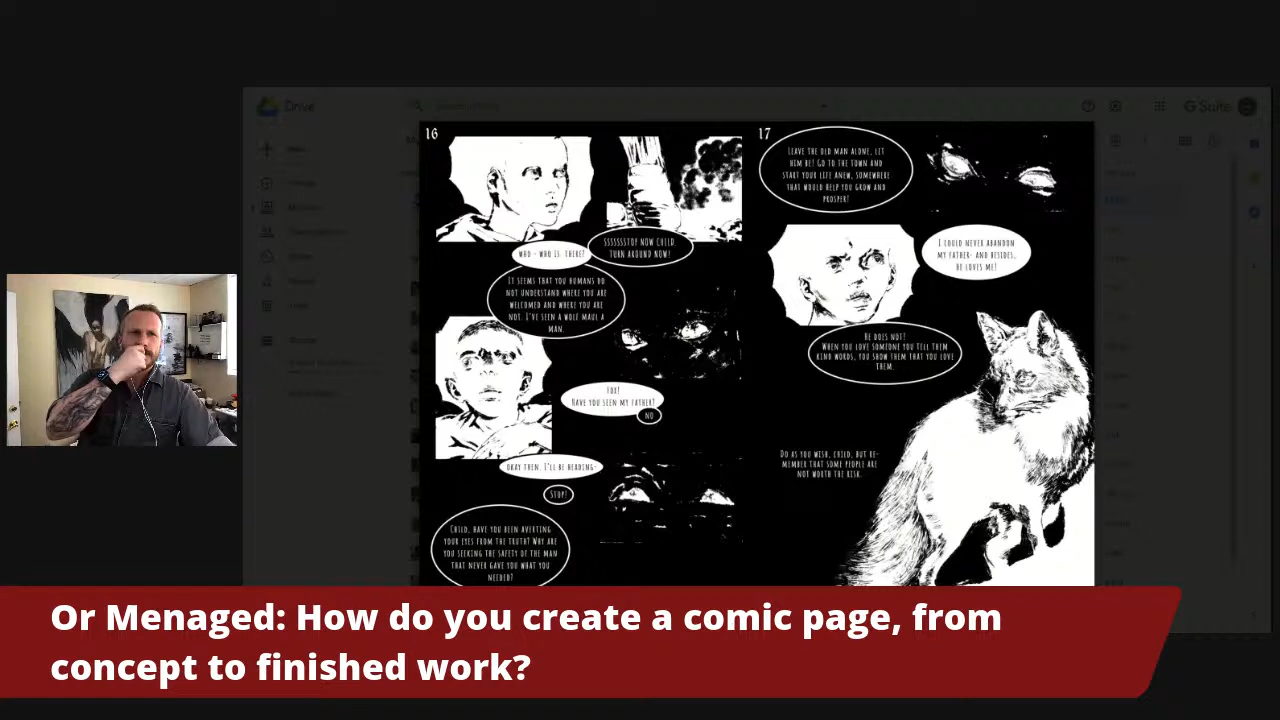 Drive
G Suite
16
WHO - WHO IS THERE?
SSSSSSSTOP NOW CHILD,
TURN AROUND NOW!
IT SEEMS THAT YOU HUMANS DO
NOT UNDERSTAND WHERE YOU ARE
WELCOMED AND WHERE YOU ARE
NOT. I'VE SEEN A WOLF MAUL A
MAN.
FOX!
HAVE YOU SEEN MY FATHER?
NO
OKAY THEN. I'LL BE HEADING-
STOP!
CHILD, HAVE YOU BEEN AVERTING
YOUR EYES FROM THE TRUTH? WHY ARE
YOU SEEKING THE SAFETY OF THE MAN
THAT NEVER GAVE YOU WHAT YOU
NEEDED?
17
LEAVE THE OLD MAN ALONE, LET
HIM BE! GO TO THE TOWN AND
START YOUR LIFE ANEW, SOMEWHERE
THAT WOULD HELP YOU GROW AND
PROSPER!
I COULD NEVER ABANDON
MY FATHER- AND BESIDES,
HE LOVES ME!
HE DOES NOT!
WHEN YOU LOVE SOMEONE YOU TELL THEM
KIND WORDS, YOU SHOW THEM THAT YOU LOVE
THEM.
DO AS YOU WISH, CHILD, BUT RE-
MEMBER THAT SOME PEOPLE ARE
NOT WORTH THE RISK.
Or Menaged: How do you create a comic page, from
concept to finished work?